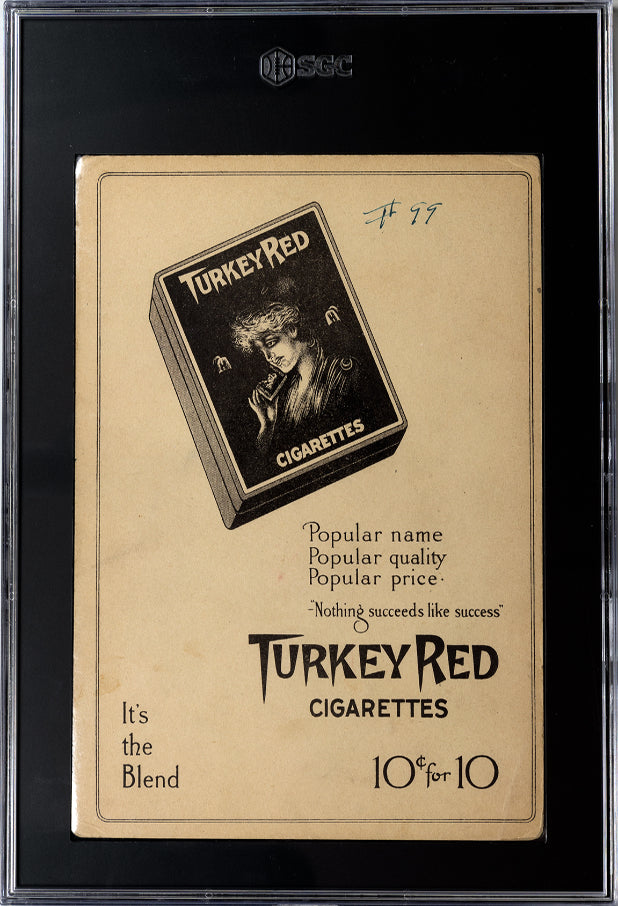 SGC
# 99
TURKEY RED
CIGARETTES
Popular name
Popular quality
Popular price.
"Nothing succeeds like success"
TURKEY RED
CIGARETTES
It's
the
Blend
10¢ for 10